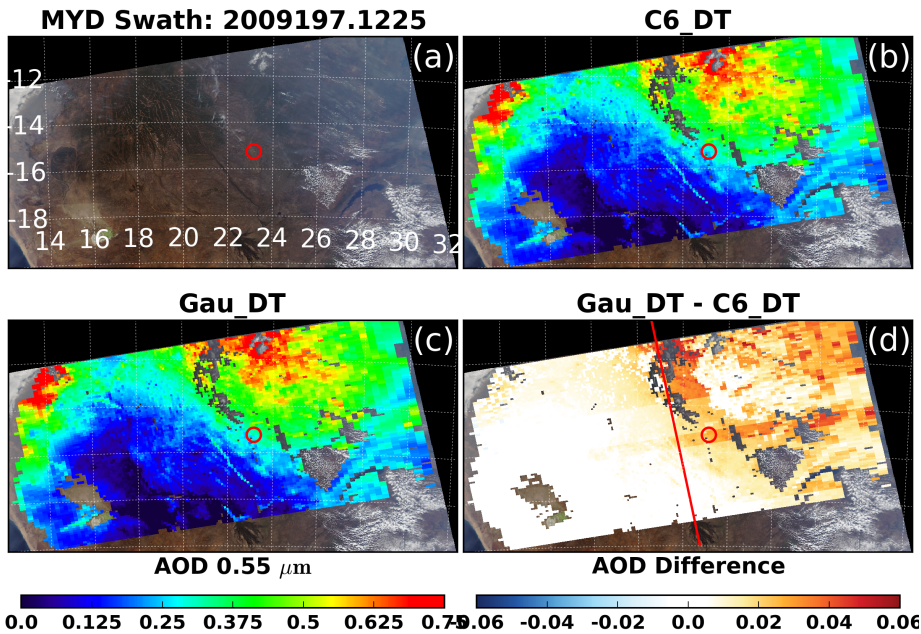 MYD Swath: 2009197.1225
C6_DT
(a)
(b)
-12
-14
-16
-18
14 16 18 20 22 24 26 28 30 32
Gau_DT
Gau_DT - C6_DT
(c)
(d)
AOD 0.55 μm
AOD Difference
0.0 0.125 0.25 0.375 0.5 0.625 0.75
-0.06 -0.04 -0.02 0.0 0.02 0.04 0.06